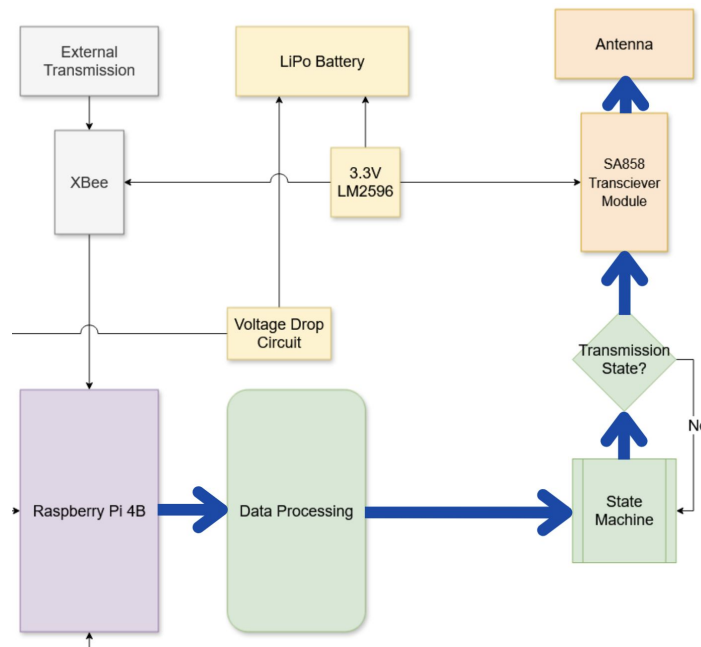 External
Transmission
LiPo Battery
Antenna
XBee
3.3V
LM2596
SA858
Transciever
Module
Voltage Drop
Circuit
Transmission
State?
No
Raspberry Pi 4B
Data Processing
State
Machine